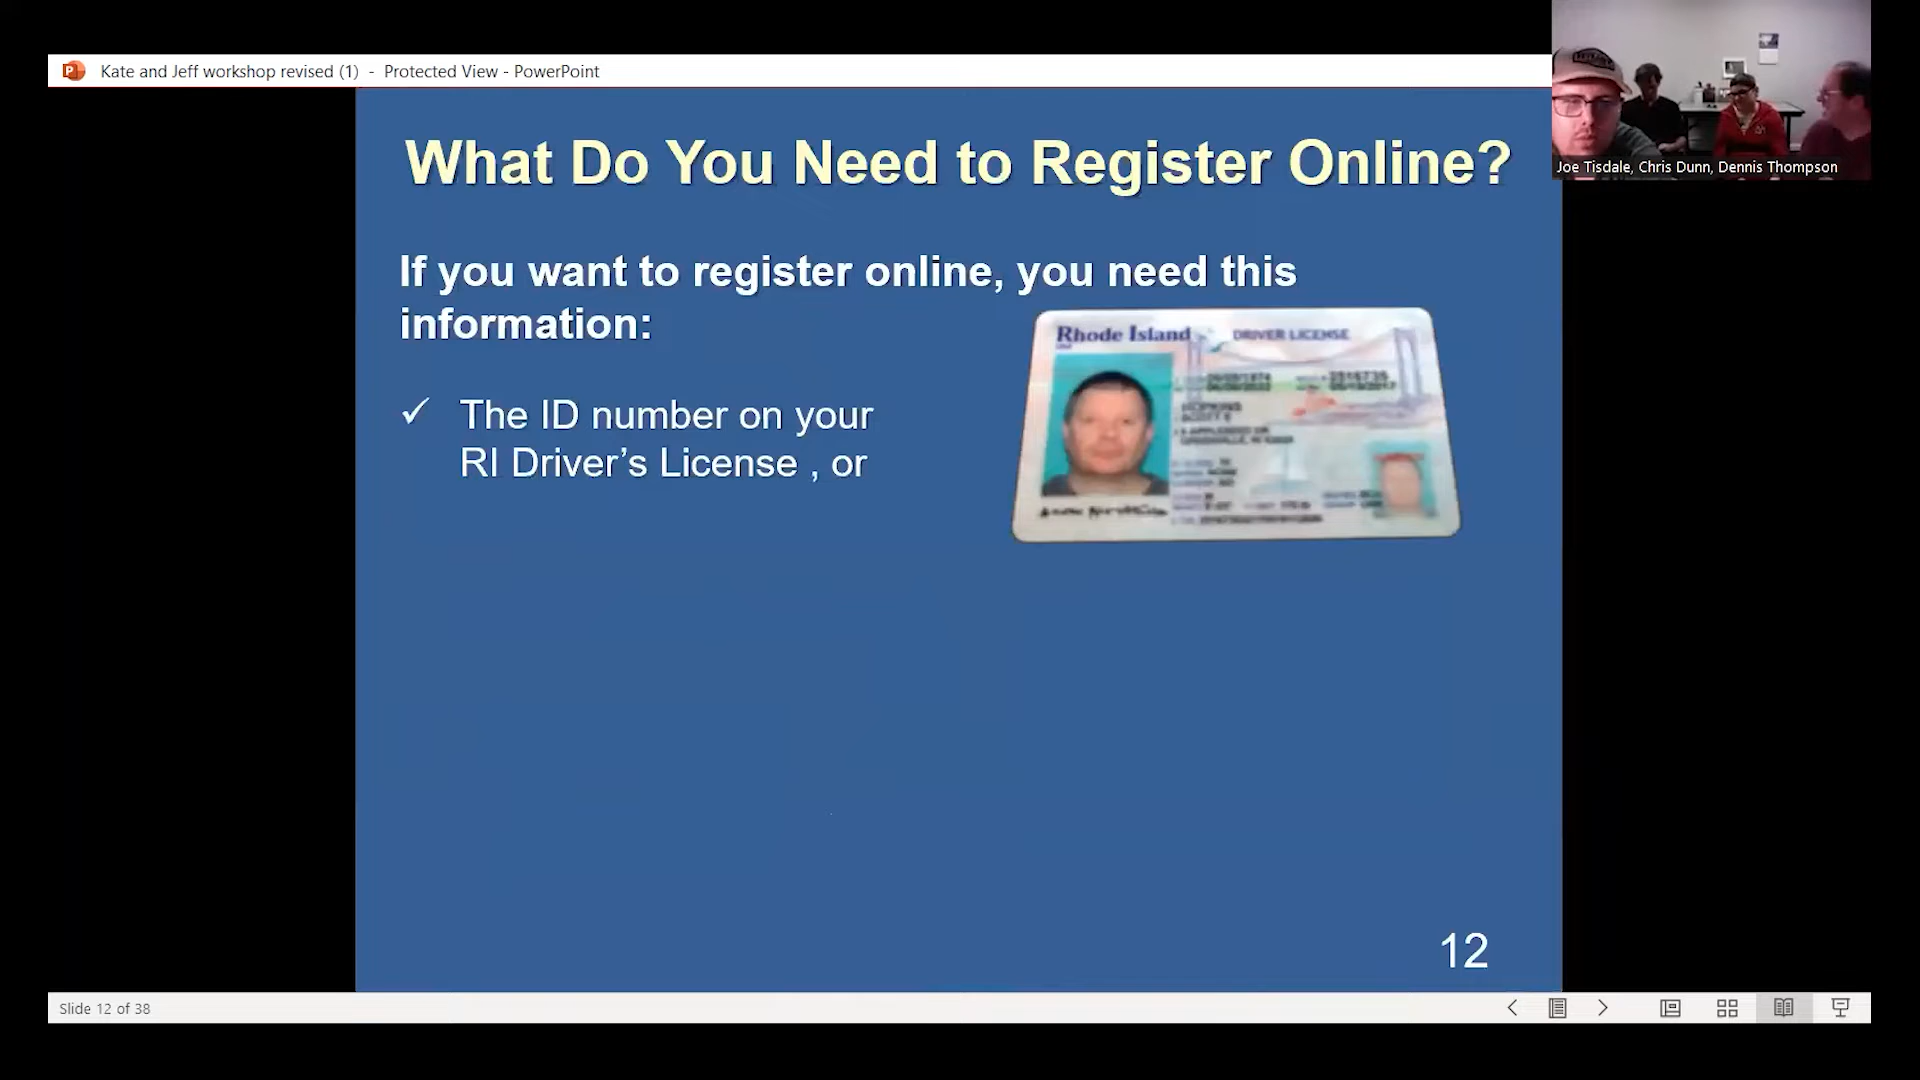 Kate and Jeff workshop revised (1) - Protected View - PowerPoint
Joe Tisdale, Chris Dunn, Dennis Thompson
What Do You Need to Register Online?
If you want to register online, you need this
information:
✓ The ID number on your
RI Driver’s License , or
Rhode Island
DRIVER LICENSE
12
Slide 12 of 38